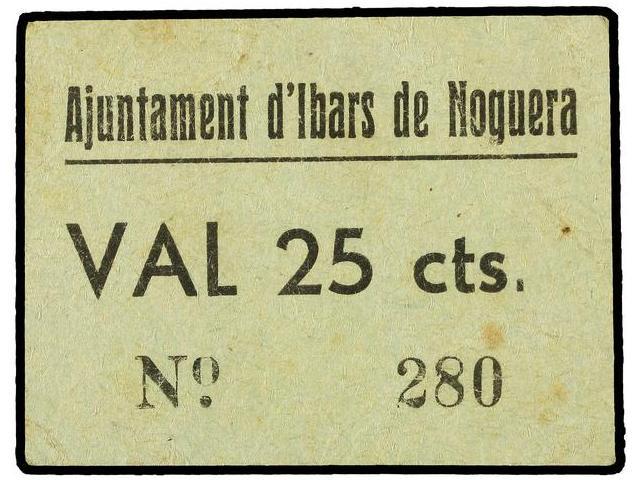 Ajuntament d'Ibars de Noguera
VAL 25 cts.
Nº 280